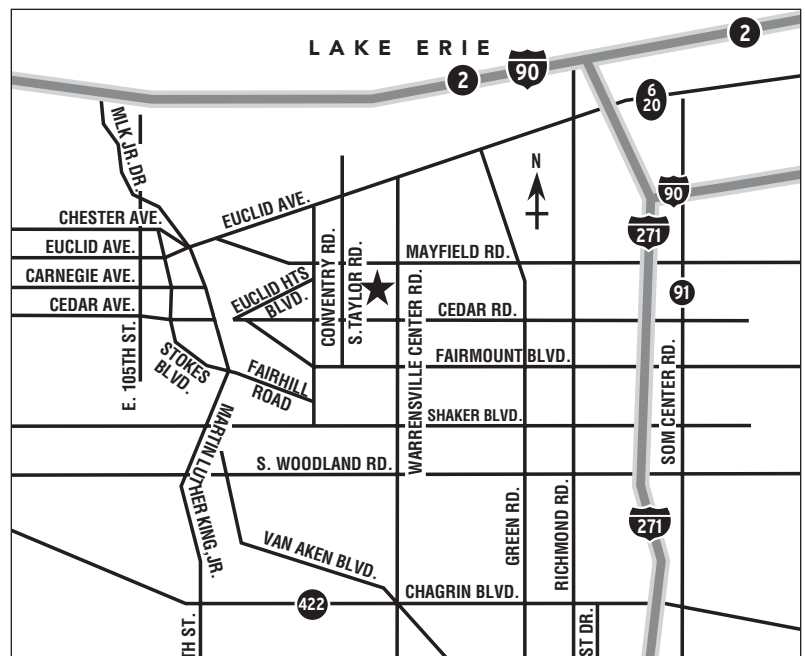 LAKE ERIE
2
90
2
6
20
MLK JR. DR.
N
CHESTER AVE.
EUCLID AVE.
90
EUCLID AVE.
271
CARNEGIE AVE.
CEDAR AVE.
EUCLID HTS
BLVD.
CONVENTRY RD.
S. TAYLOR RD.
MAYFIELD RD.
91
CEDAR RD.
E. 105TH ST.
STOKES
BLVD.
FAIRHILL
ROAD
WARRENSVILLE CENTER RD.
FAIRMOUNT BLVD.
SOM CENTER RD.
SHAKER BLVD.
MARTIN LUTHER KING, JR.
S. WOODLAND RD.
GREEN RD.
RICHMOND RD.
271
VAN AKEN BLVD.
CHAGRIN BLVD.
422
TH ST.
ST DR.